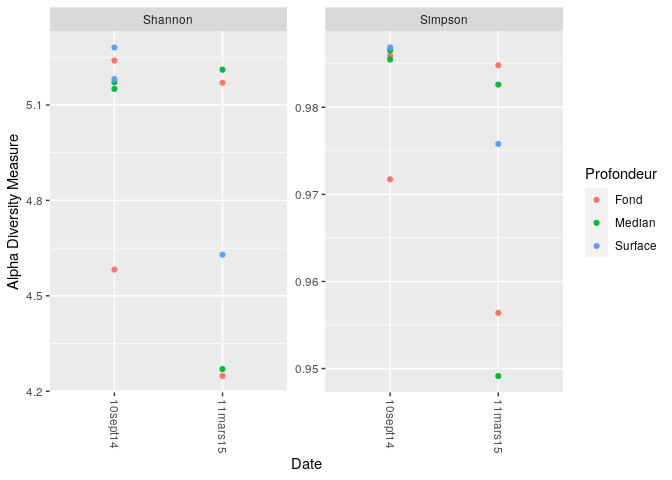 Shannon
Simpson
Alpha Diversity Measure
5.1
4.8
4.5
4.2
0.98
0.97
0.96
0.95
10sept14
11mars15
10sept14
11mars15
Date
Profondeur
Fond
Median
Surface